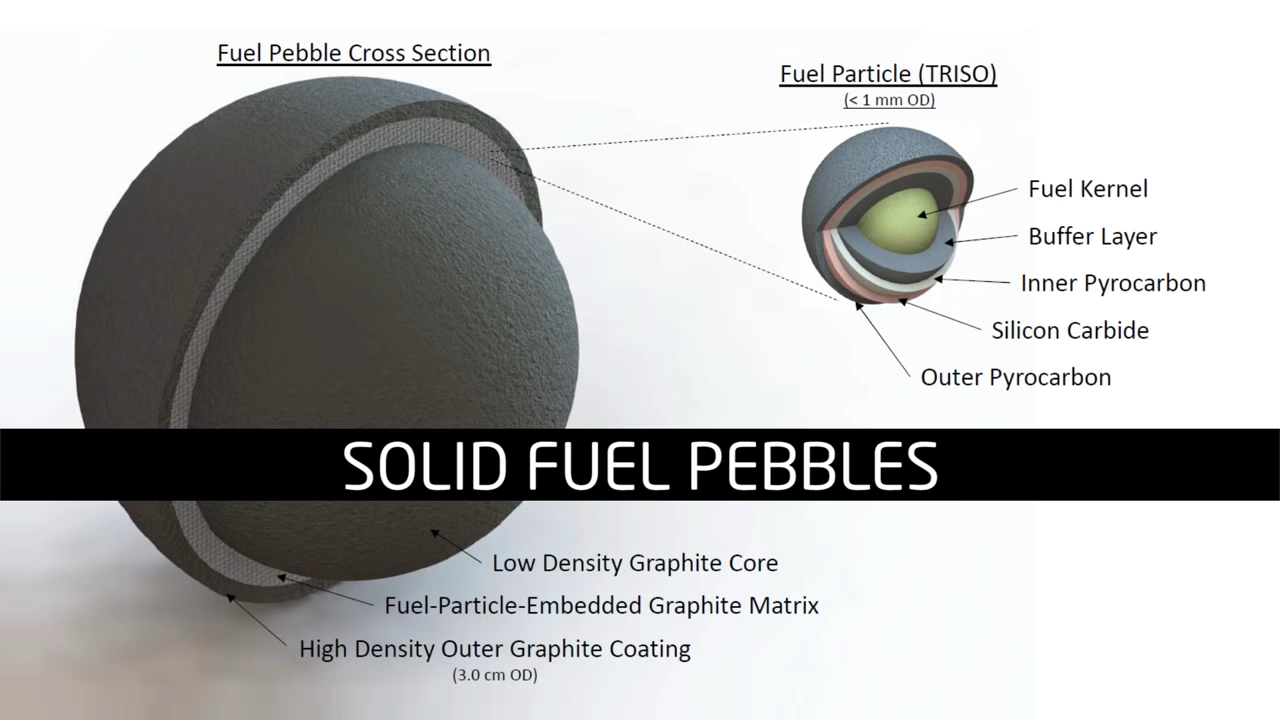 Fuel Pebble Cross Section
Fuel Particle (TRISO)
(< 1 mm OD)
Fuel Kernel
Buffer Layer
Inner Pyrocarbon
Silicon Carbide
Outer Pyrocarbon
SOLID FUEL PEBBLES
Low Density Graphite Core
Fuel-Particle-Embedded Graphite Matrix
High Density Outer Graphite Coating
(3.0 cm OD)